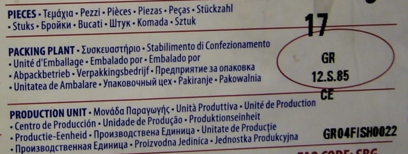 PIECES • Τεμάχια • Pezzi • Pièces • Piezas • Peças • Stückzahl
• Stuks • Бройки • Bucati • Штук • Komada • Sztuk
17
PACKING PLANT • Συσκευαστήριο • Stabilimento di Confezionamento
• Unité d'Emballage • Embalado por • Embalado por
• Abpackbetrieb • Verpakkingsbedrijf • Предприятие за опаковка
• Unitatea de Ambalare • Упаковочный цех • Pakiranje • Pakowalnia
GR
12.S.85
CE
PRODUCTION UNIT • Μονάδα Παραγωγής • Unità Produttiva • Unité de Production
• Centro de Producción • Unidade de Produção • Produktionseinheit
• Productie-Eenheid • Производствена Единица • Unitate de Producție
• Производственная Единица • Proizvodna Jedinica • Jednostka Produkcyjna
GR04FISH0022